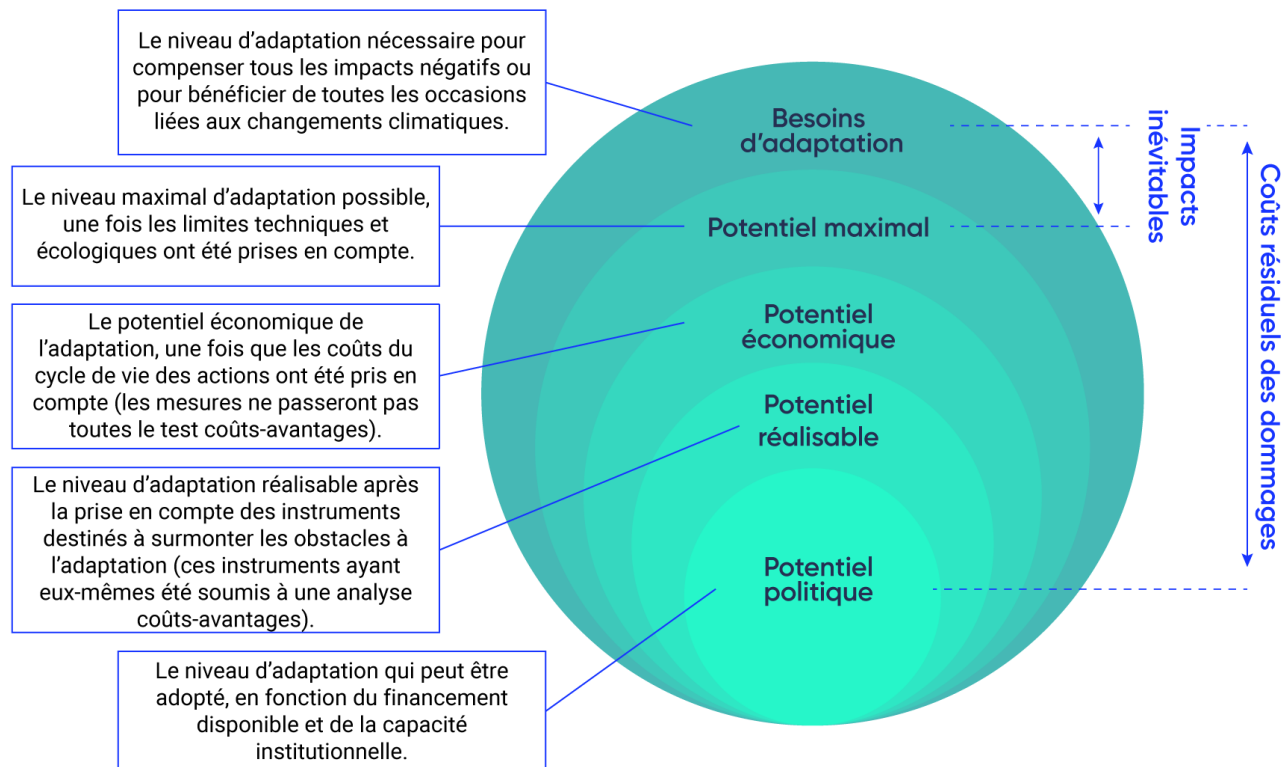 Le niveau d'adaptation nécessaire pour
compenser tous les impacts négatifs ou
pour bénéficier de toutes les occasions
liées aux changements climatiques.
Le niveau maximal d'adaptation possible,
une fois les limites techniques et
écologiques ont été prises en compte.
Le potentiel économique de
l'adaptation, une fois que les coûts du
cycle de vie des actions ont été pris en
compte (les mesures ne passeront pas
toutes le test coûts-avantages).
Le niveau d'adaptation réalisable après
la prise en compte des instruments
destinés à surmonter les obstacles à
l'adaptation (ces instruments ayant
eux-mêmes été soumis à une analyse
coûts-avantages).
Le niveau d'adaptation qui peut être
adopté, en fonction du financement
disponible et de la capacité
institutionnelle.
Besoins
d'adaptation
Potentiel maximal
Potentiel
économique
Potentiel
réalisable
Potentiel
politique
Impacts
inévitables
Coûts résiduels des dommages